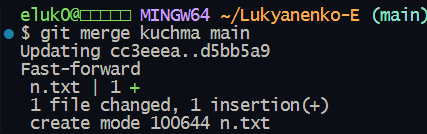 elukO@□□□□□ MINGW64 ~/Lukyanenko-E (main)
$ git merge kuchma main
Updating cc3eeea..d5bb5a9
Fast-forward
n.txt | 1 +
1 file changed, 1 insertion(+)
create mode 100644 n.txt